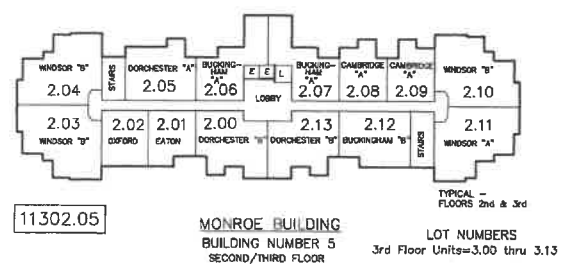 WINDSOR "B"
2.04
STAIRS
DORCHESTER "A"
2.05
BUCKING-
HAM "A"
2.06
E E L
LOBBY
BUCKING-
HAM "A"
2.07
CAMBRIDGE
"A"
2.08
CAMBRIDGE
"A"
2.09
WINDSOR "B"
2.10
2.03
WINDSOR "B"
2.02
OXFORD
2.01
EATON
2.00
DORCHESTER "B"
2.13
DORCHESTER "B"
2.12
BUCKINGHAM "B"
STAIRS
2.11
WINDSOR "A"
TYPICAL -
FLOORS 2nd & 3rd
11302.05
MONROE BUILDING
BUILDING NUMBER 5
SECOND/THIRD FLOOR
LOT NUMBERS
3rd Floor Units=3.00 thru 3.13